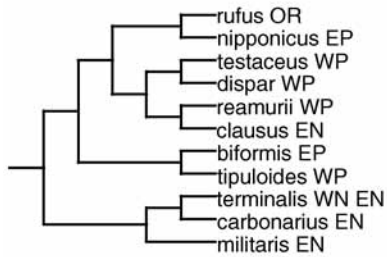 rufus OR
nipponicus EP
testaceus WP
dispar WP
reamurii WP
clausus EN
biformis EP
tipuloides WP
terminalis WN EN
carbonarius EN
militaris EN